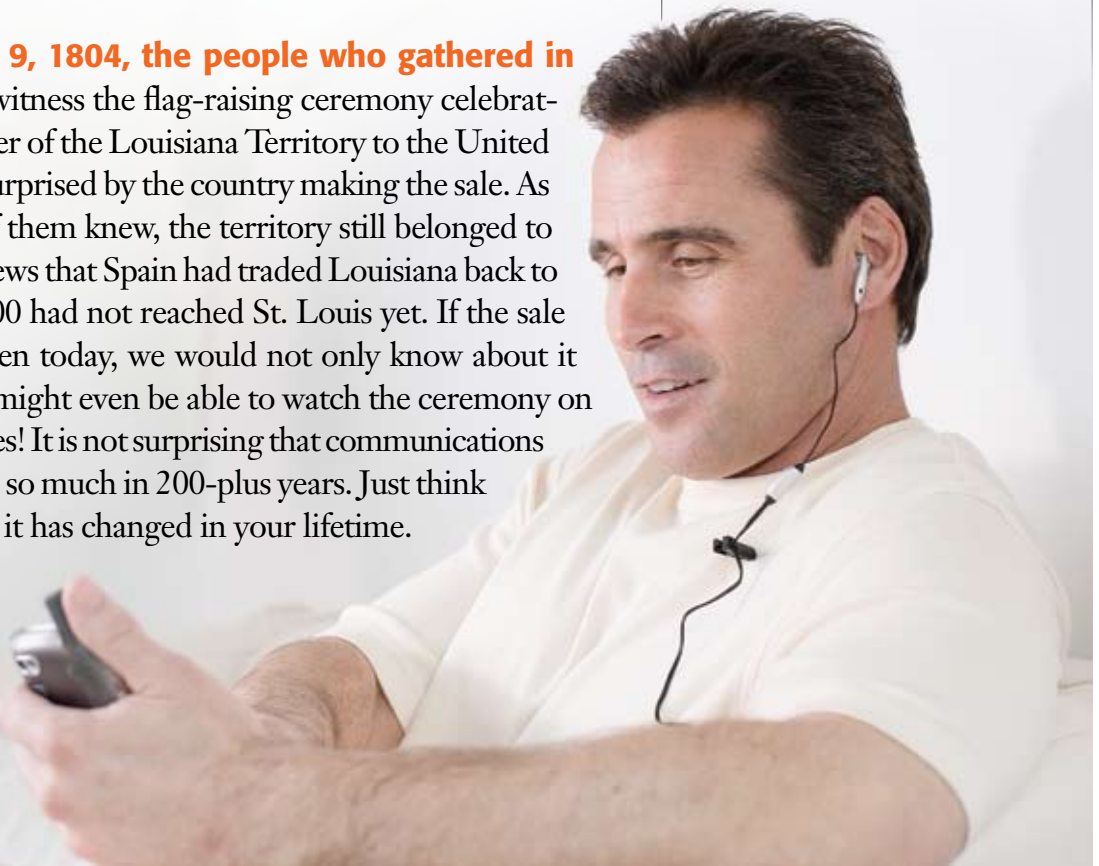 9, 1804, the people who gathered in
witness the flag-raising ceremony celebrat-
er of the Louisiana Territory to the United
urprised by the country making the sale. As
f them knew, the territory still belonged to
ews that Spain had traded Louisiana back to
00 had not reached St. Louis yet. If the sale
en today, we would not only know about it
might even be able to watch the ceremony on
es! It is not surprising that communications
so much in 200-plus years. Just think
it has changed in your lifetime.